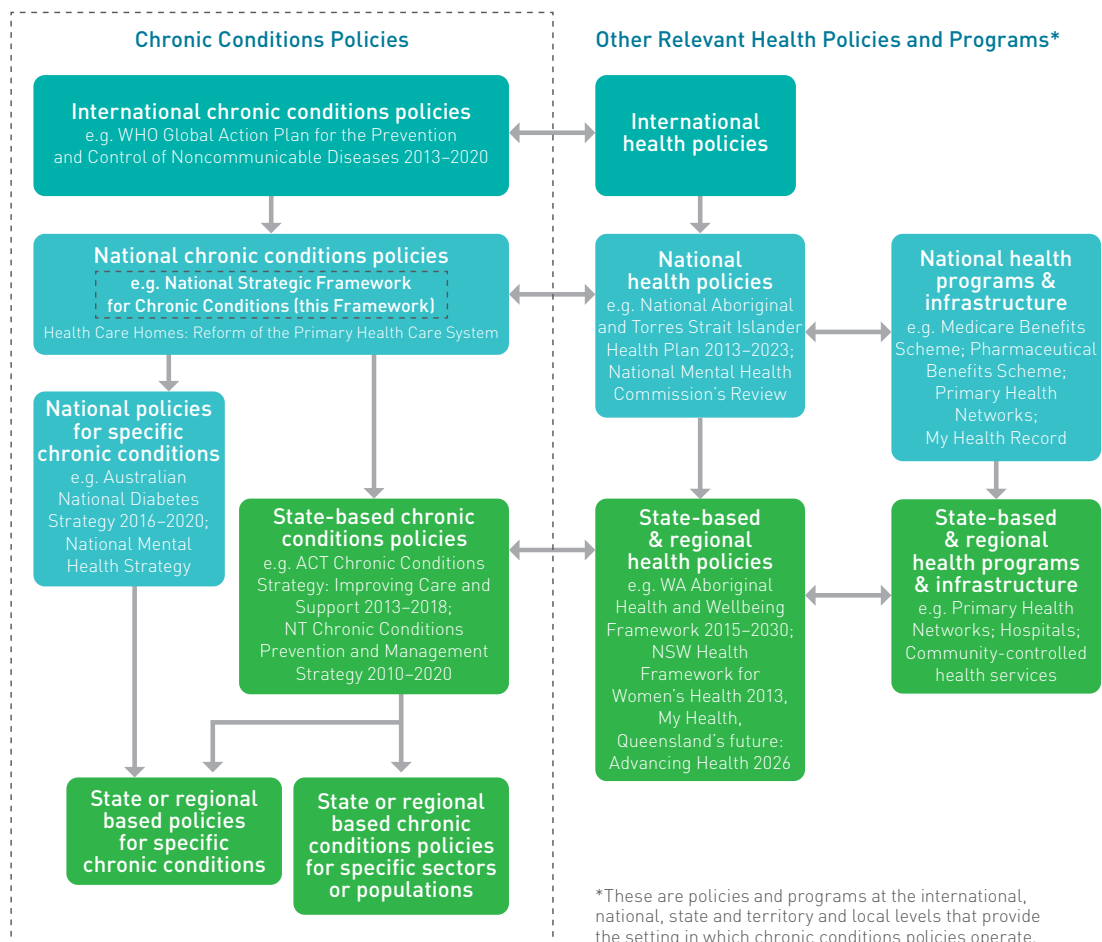 Chronic Conditions Policies
Other Relevant Health Policies and Programs*
International chronic conditions policies
e.g. WHO Global Action Plan for the Prevention
and Control of Noncommunicable Diseases 2013–2020
International
health policies
National chronic conditions policies
e.g. National Strategic Framework
for Chronic Conditions (this Framework)
Health Care Homes: Reform of the Primary Health Care System
National
health policies
e.g. National Aboriginal
and Torres Strait Islander
Health Plan 2013–2023;
National Mental Health
Commission's Review
National health
programs &
infrastructure
e.g. Medicare Benefits
Scheme; Pharmaceutical
Benefits Scheme;
Primary Health
Networks;
My Health Record
National policies
for specific
chronic conditions
e.g. Australian
National Diabetes
Strategy 2016–2020;
National Mental
Health Strategy
State-based chronic
conditions policies
e.g. ACT Chronic Conditions
Strategy: Improving Care and
Support 2013–2018;
NT Chronic Conditions
Prevention and Management
Strategy 2010–2020
State-based
& regional
health policies
e.g. WA Aboriginal
Health and Wellbeing
Framework 2015–2030;
NSW Health
Framework for
Women's Health 2013,
My Health,
Queensland's future:
Advancing Health 2026
State-based
& regional
health programs
& infrastructure
e.g. Primary Health
Networks; Hospitals;
Community-controlled
health services
State or regional
based policies
for specific
chronic conditions
State or regional
based chronic
conditions policies
for specific sectors
or populations
*These are policies and programs at the international,
national, state and territory and local levels that provide
the setting in which chronic conditions policies operate.